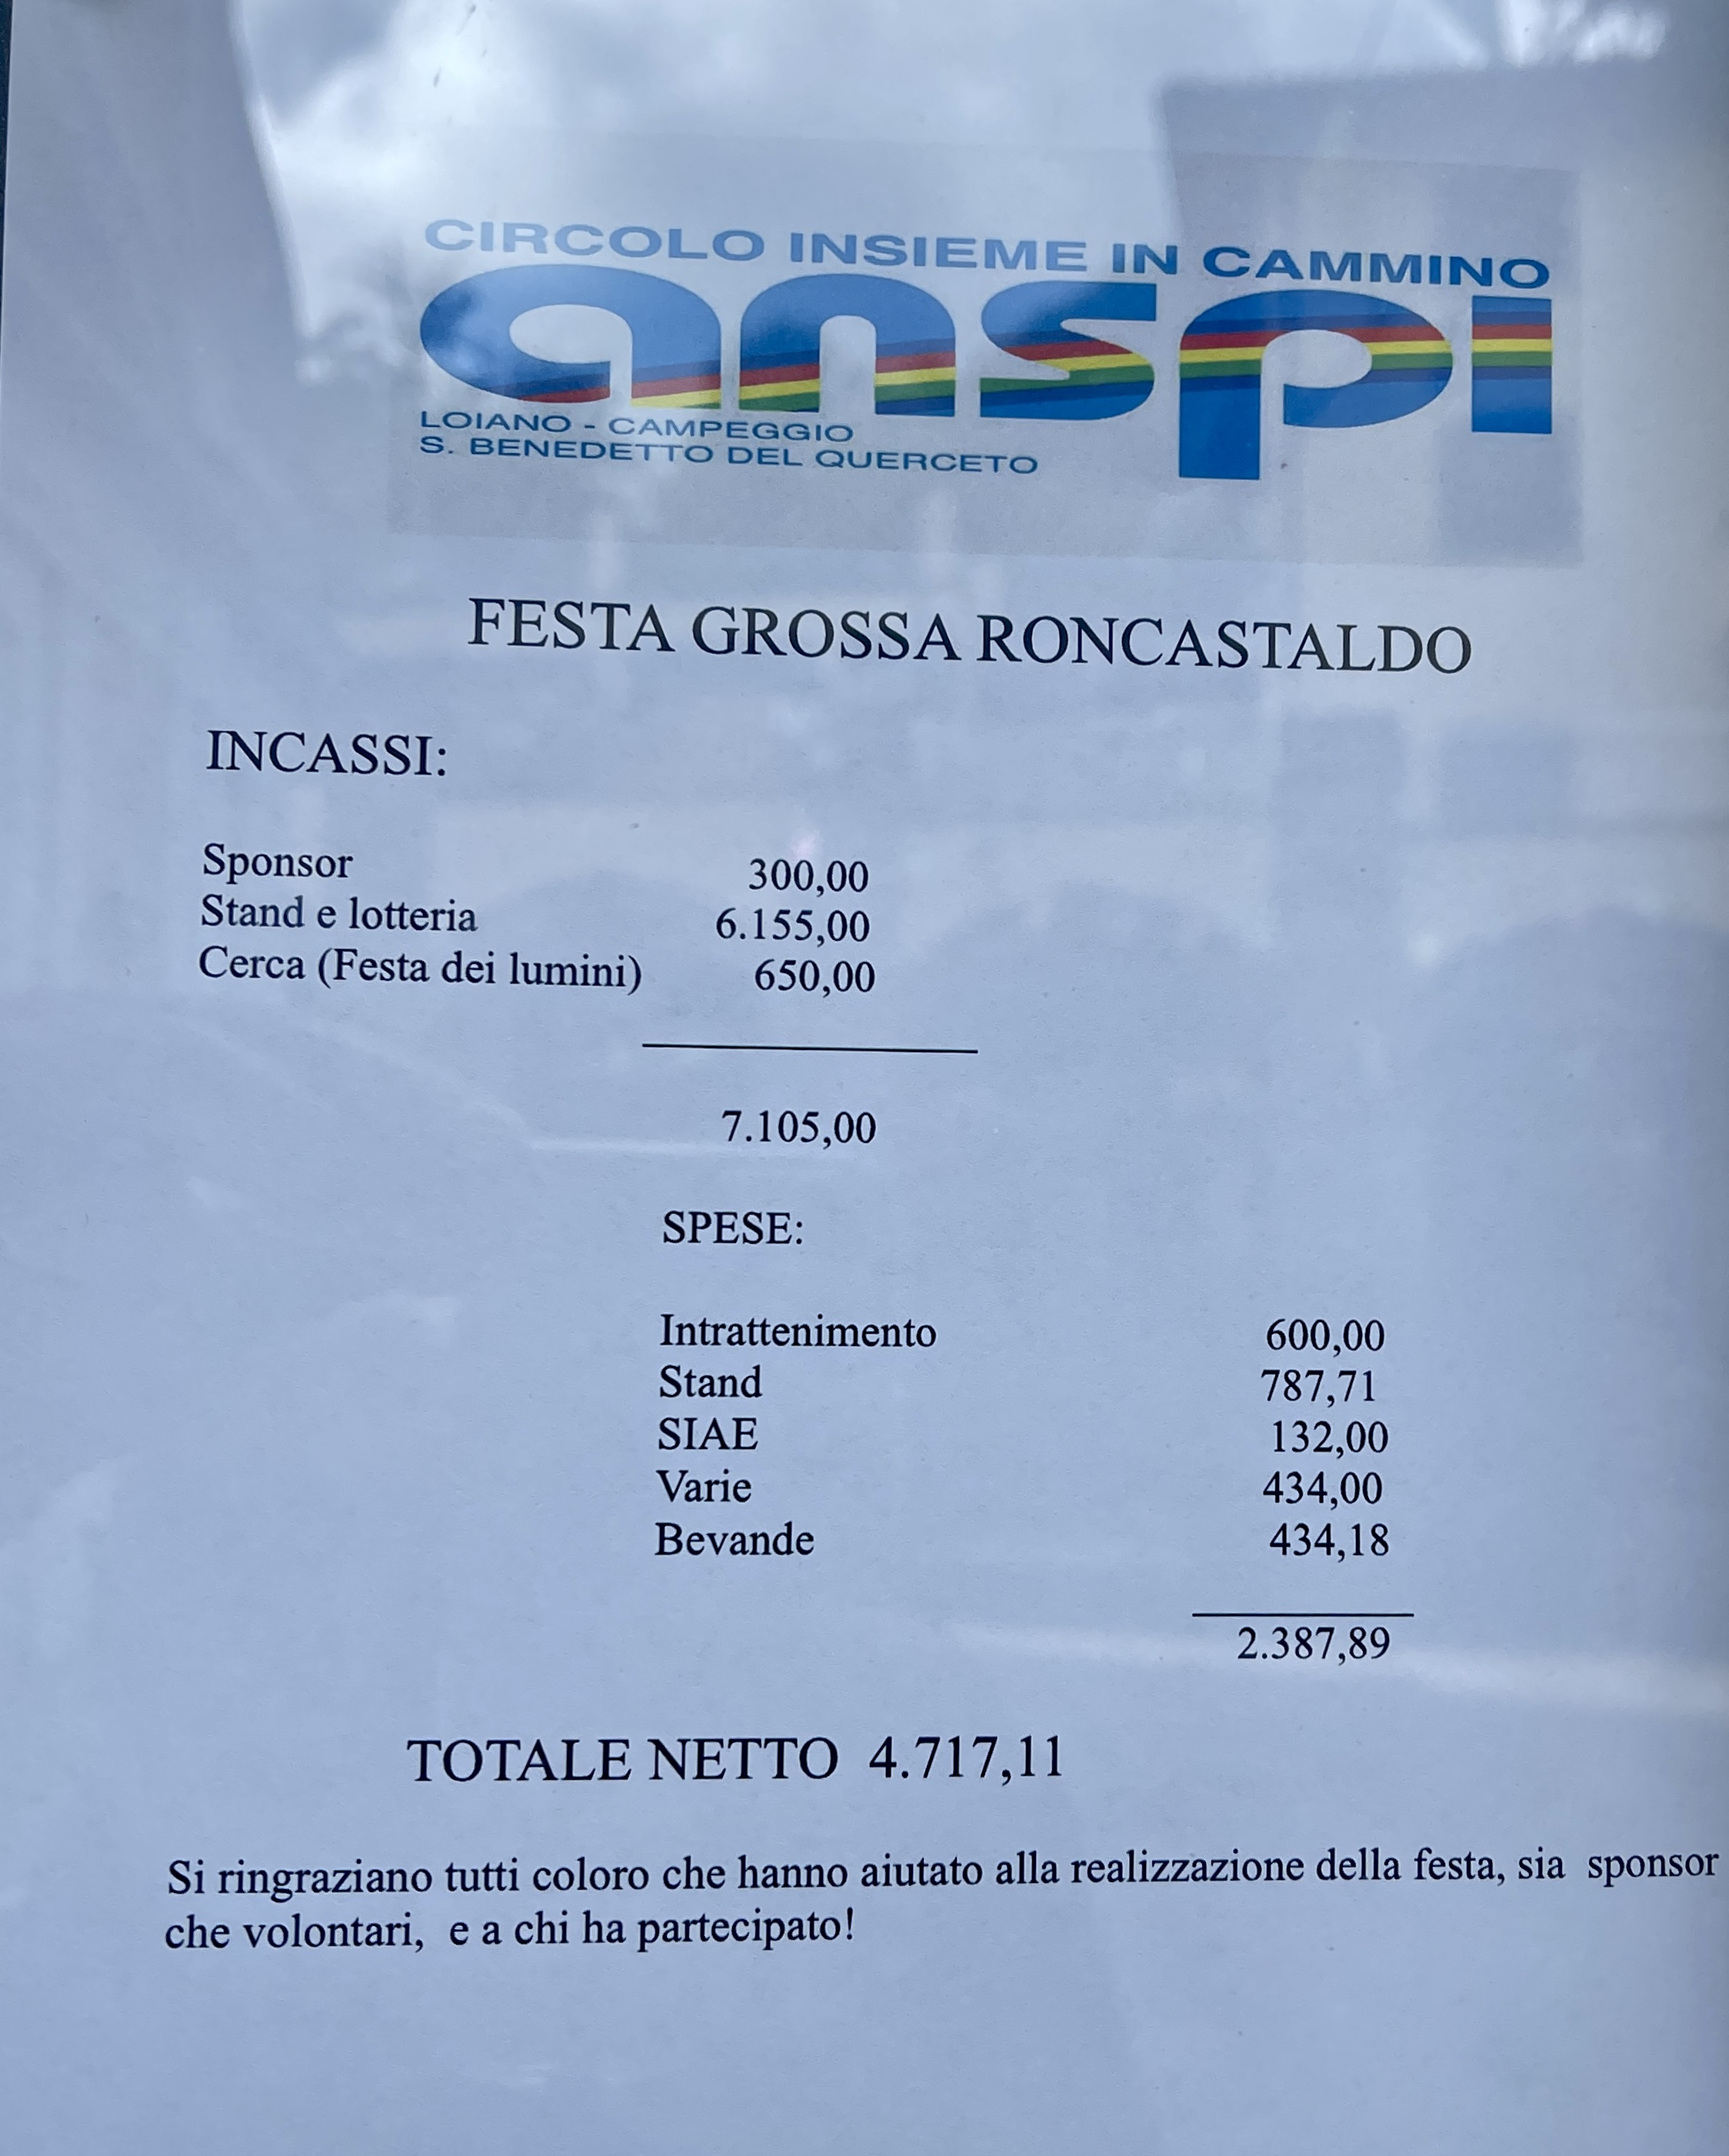 CIRCOLO INSIEME IN CAMMINO
anspi
LOIANO - CAMPEGGIO
S. BENEDETTO DEL QUERCETO
FESTA GROSSA RONCASTALDO
INCASSI:
Sponsor 300,00
Stand e lotteria 6.155,00
Cerca (Festa dei lumini) 650,00
7.105,00
SPESE:
Intrattenimento 600,00
Stand 787,71
SIAE 132,00
Varie 434,00
Bevande 434,18
2.387,89
TOTALE NETTO 4.717,11
Si ringraziano tutti coloro che hanno aiutato alla realizzazione della festa, sia sponsor
che volontari, e a chi ha partecipato!